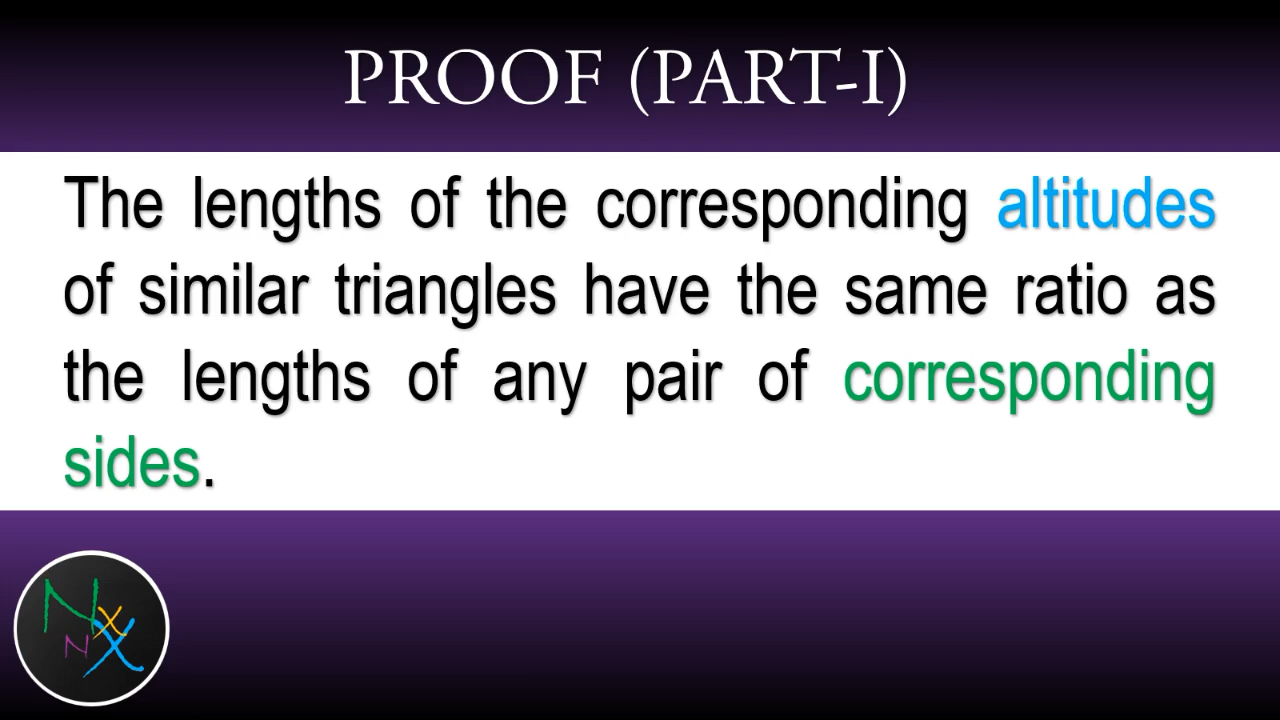 PROOF (PART-I)
The lengths of the corresponding altitudes
of similar triangles have the same ratio as
the lengths of any pair of corresponding
sides.
N X
N X